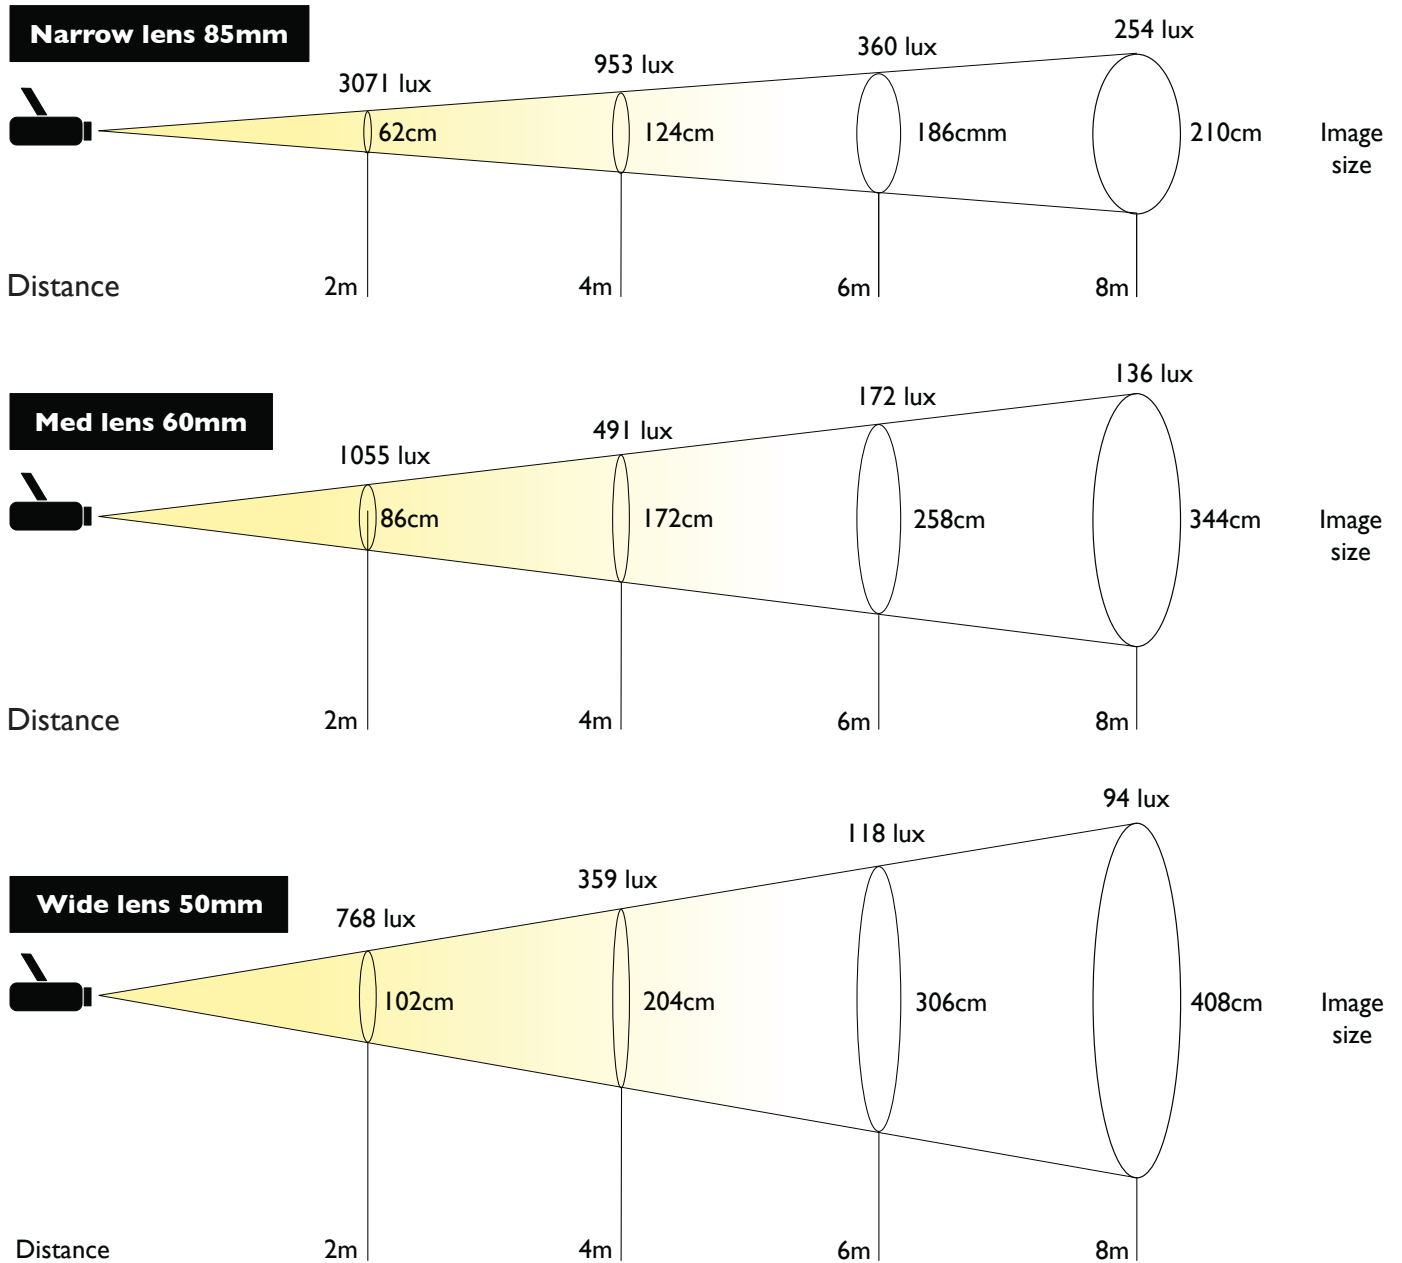 Narrow lens 85mm
3071 lux
953 lux
360 lux
254 lux
62cm
124cm
186cmm
210cm
Image
size
Distance
2m
4m
6m
8m
Med lens 60mm
1055 lux
491 lux
172 lux
136 lux
86cm
172cm
258cm
344cm
Image
size
Distance
2m
4m
6m
8m
Wide lens 50mm
768 lux
359 lux
118 lux
94 lux
102cm
204cm
306cm
408cm
Image
size
Distance
2m
4m
6m
8m